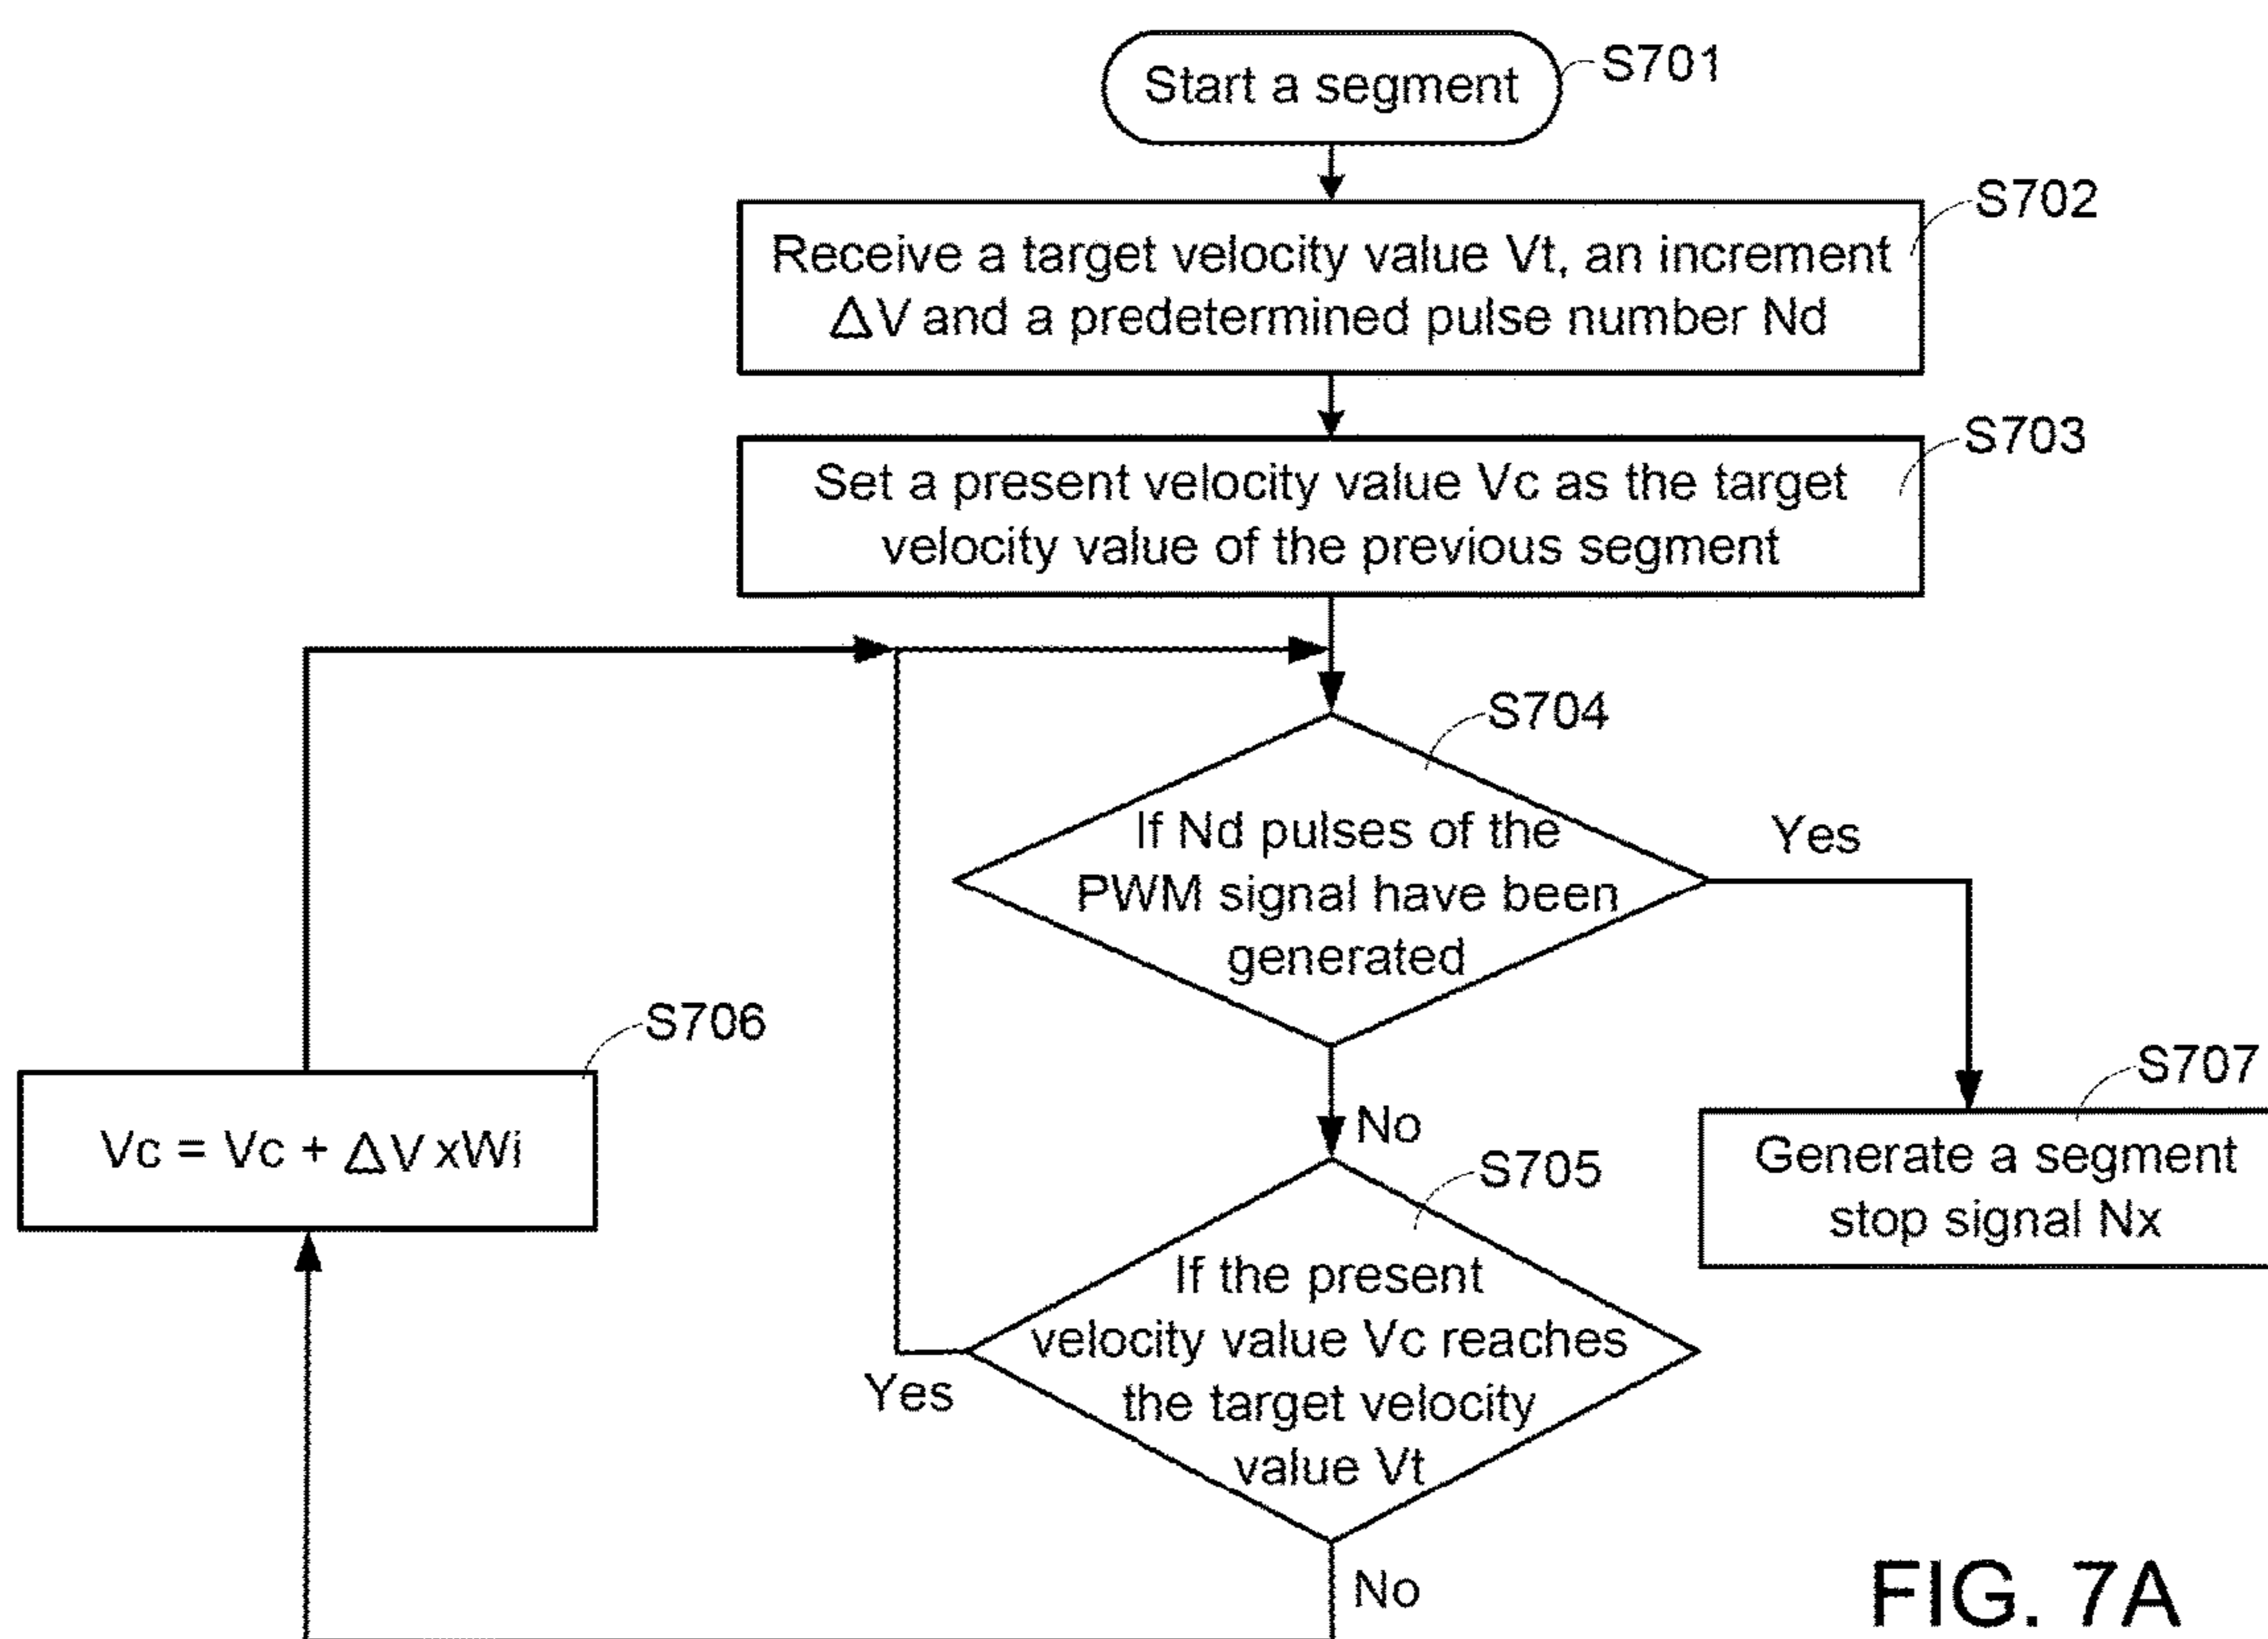 Start a segment
S701
S702
Receive a target velocity value Vt, an increment
ΔV and a predetermined pulse number Nd
S703
Set a present velocity value Vc as the target
velocity value of the previous segment
S704
If Nd pulses of the
PWM signal have been
generated
Yes
No
S706
Vc = Vc + ΔV xWi
S705
If the present
velocity value Vc reaches
the target velocity
value Vt
Yes
No
S707
Generate a segment
stop signal Nx
FIG. 7A